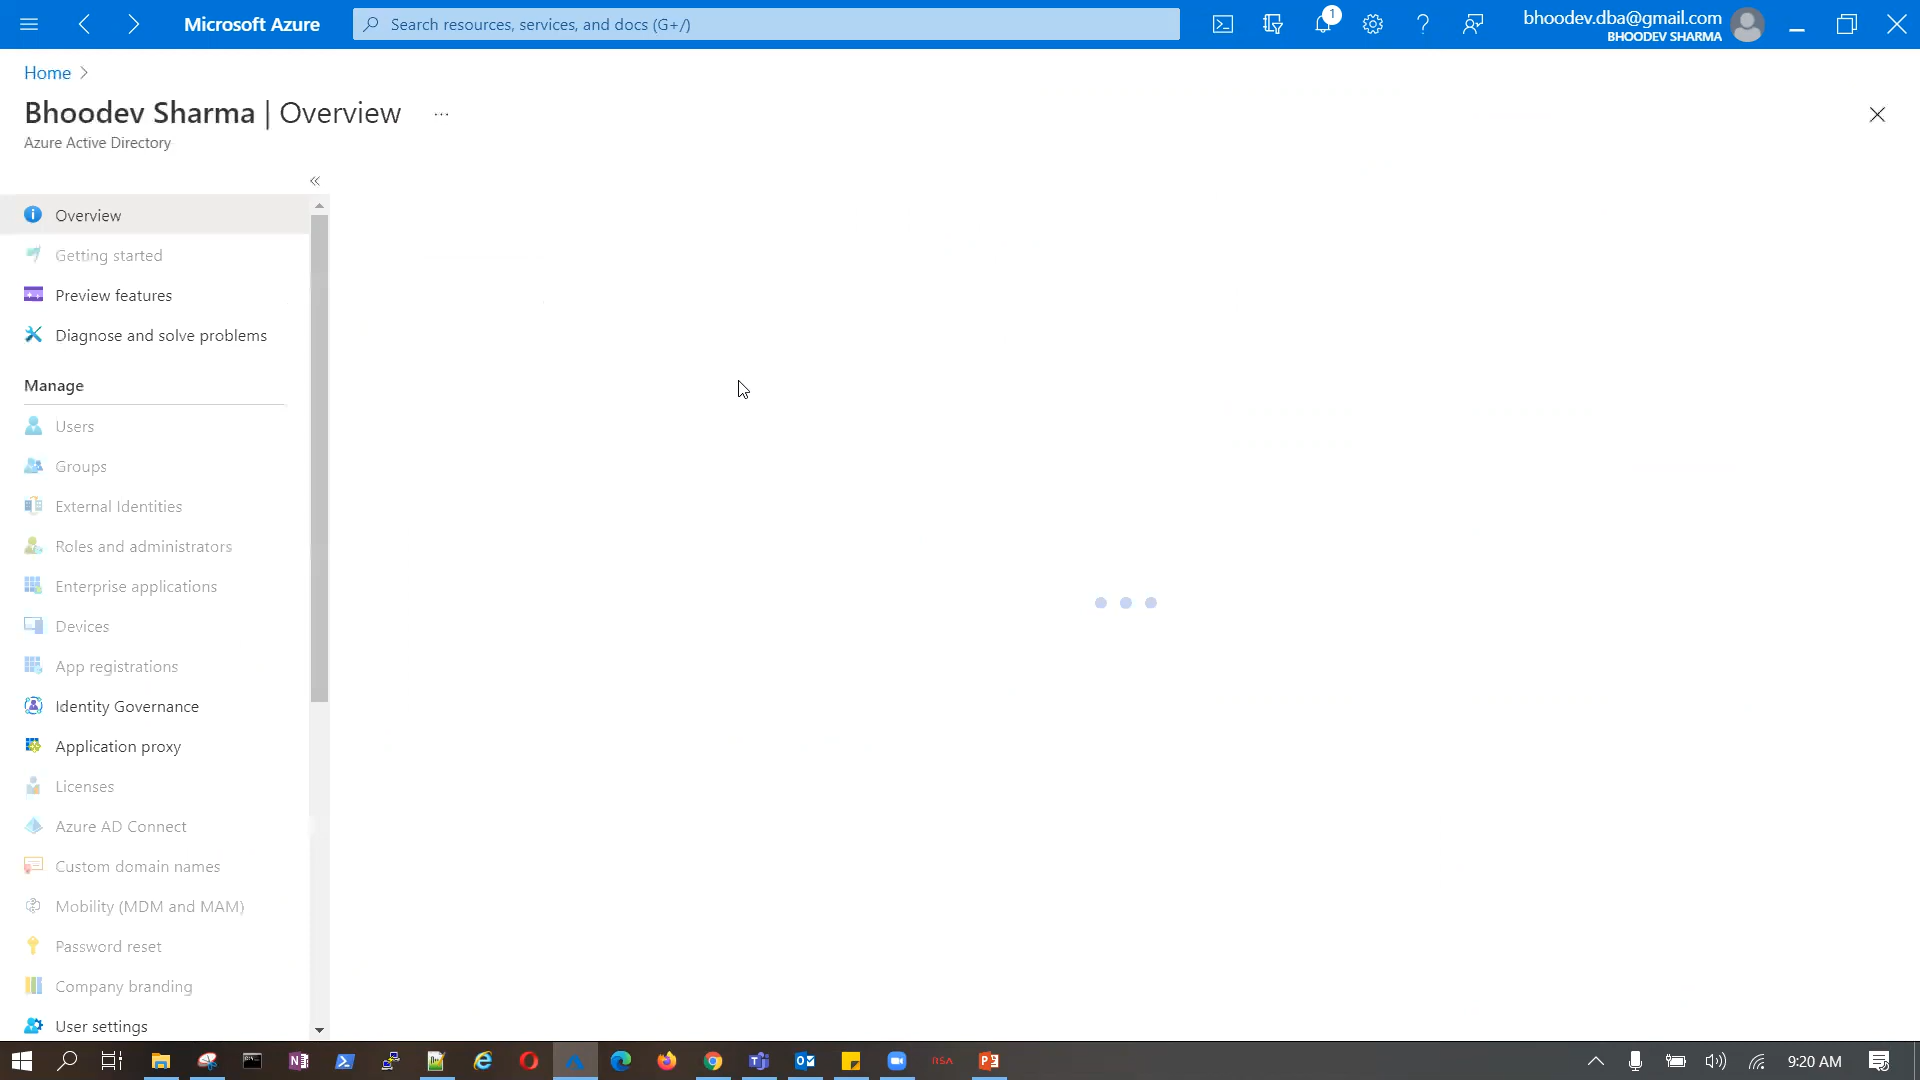 Microsoft Azure
Search resources, services, and docs (G+/)
1
bhoodev.dba@gmail.com
BHOODEV SHARMA
Home
Bhoodev Sharma | Overview ...
Azure Active Directory
Overview
Getting started
Preview features
Diagnose and solve problems
Manage
Users
Groups
External Identities
Roles and administrators
Enterprise applications
Devices
App registrations
Identity Governance
Application proxy
Licenses
Azure AD Connect
Custom domain names
Mobility (MDM and MAM)
Password reset
Company branding
User settings
RSA
9:20 AM